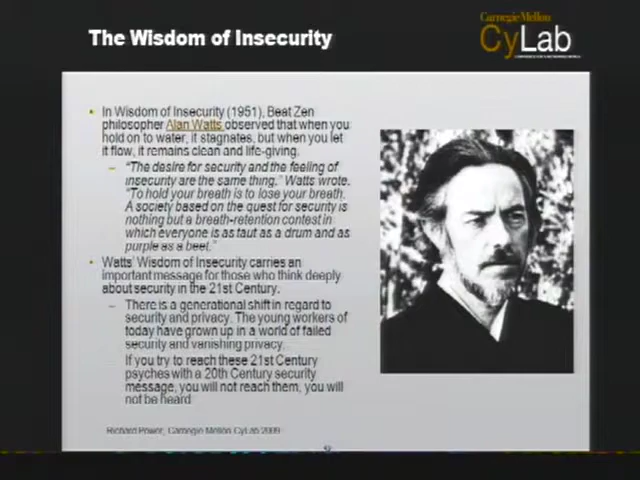 The Wisdom of Insecurity
Carnegie Mellon
CyLab
In Wisdom of Insecurity (1951), Beat Zen
philosopher Alan Watts observed that when you
hold on to water, it stagnates, but when you let
it flow, it remains clean and life-giving.
– "The desire for security and the feeling of
insecurity are the same thing," Watts wrote.
"To hold your breath is to lose your breath.
A society based on the quest for security is
nothing but a breath-retention contest in
which everyone is as taut as a drum and as
purple as a beet."
Watts' Wisdom of Insecurity carries an
important message for those who think deeply
about security in the 21st Century.
– There is a generational shift in regard to
security and privacy. The young workers of
today have grown up in a world of failed
security and vanishing privacy.
If you try to reach these 21st Century
psyches with a 20th Century security
message, you will not reach them, you will
not be heard
Richard Power, Carnegie Mellon CyLab 2009